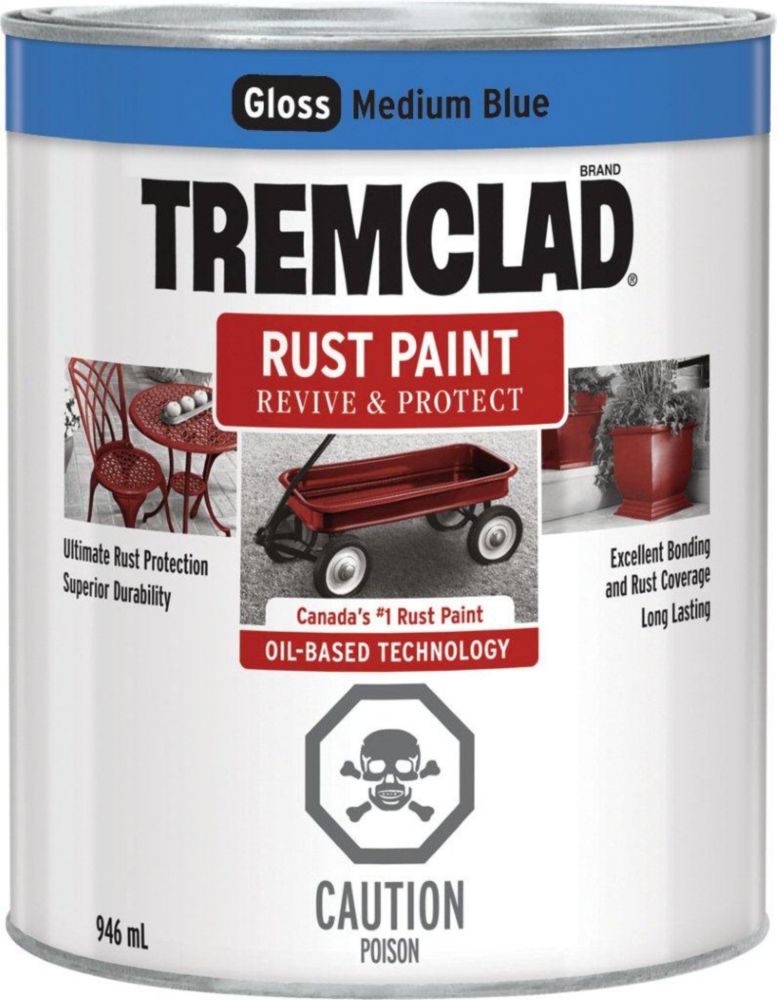 Gloss Medium Blue
BRAND
TREMCLAD®
RUST PAINT
REVIVE & PROTECT
Ultimate Rust Protection
Superior Durability
Excellent Bonding
and Rust Coverage
Long Lasting
Canada's #1 Rust Paint
OIL-BASED TECHNOLOGY
CAUTION
POISON
946 mL